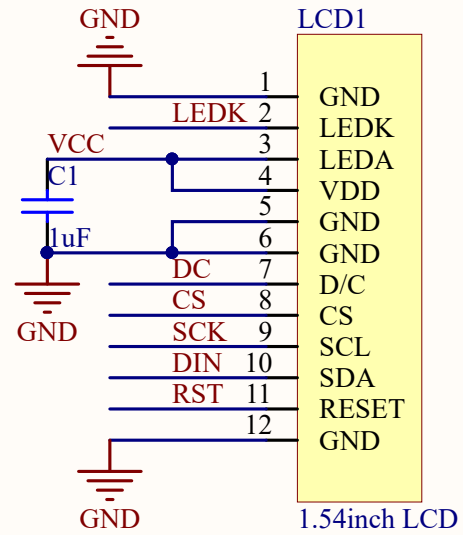 GND
LCD1
1 GND
LEDK 2 LEDK
VCC 3 LEDA
C1 4 VDD
5 GND
1uF 6 GND
DC 7 D/C
GND CS 8 CS
SCK 9 SCL
DIN 10 SDA
RST 11 RESET
12 GND
GND
1.54inch LCD